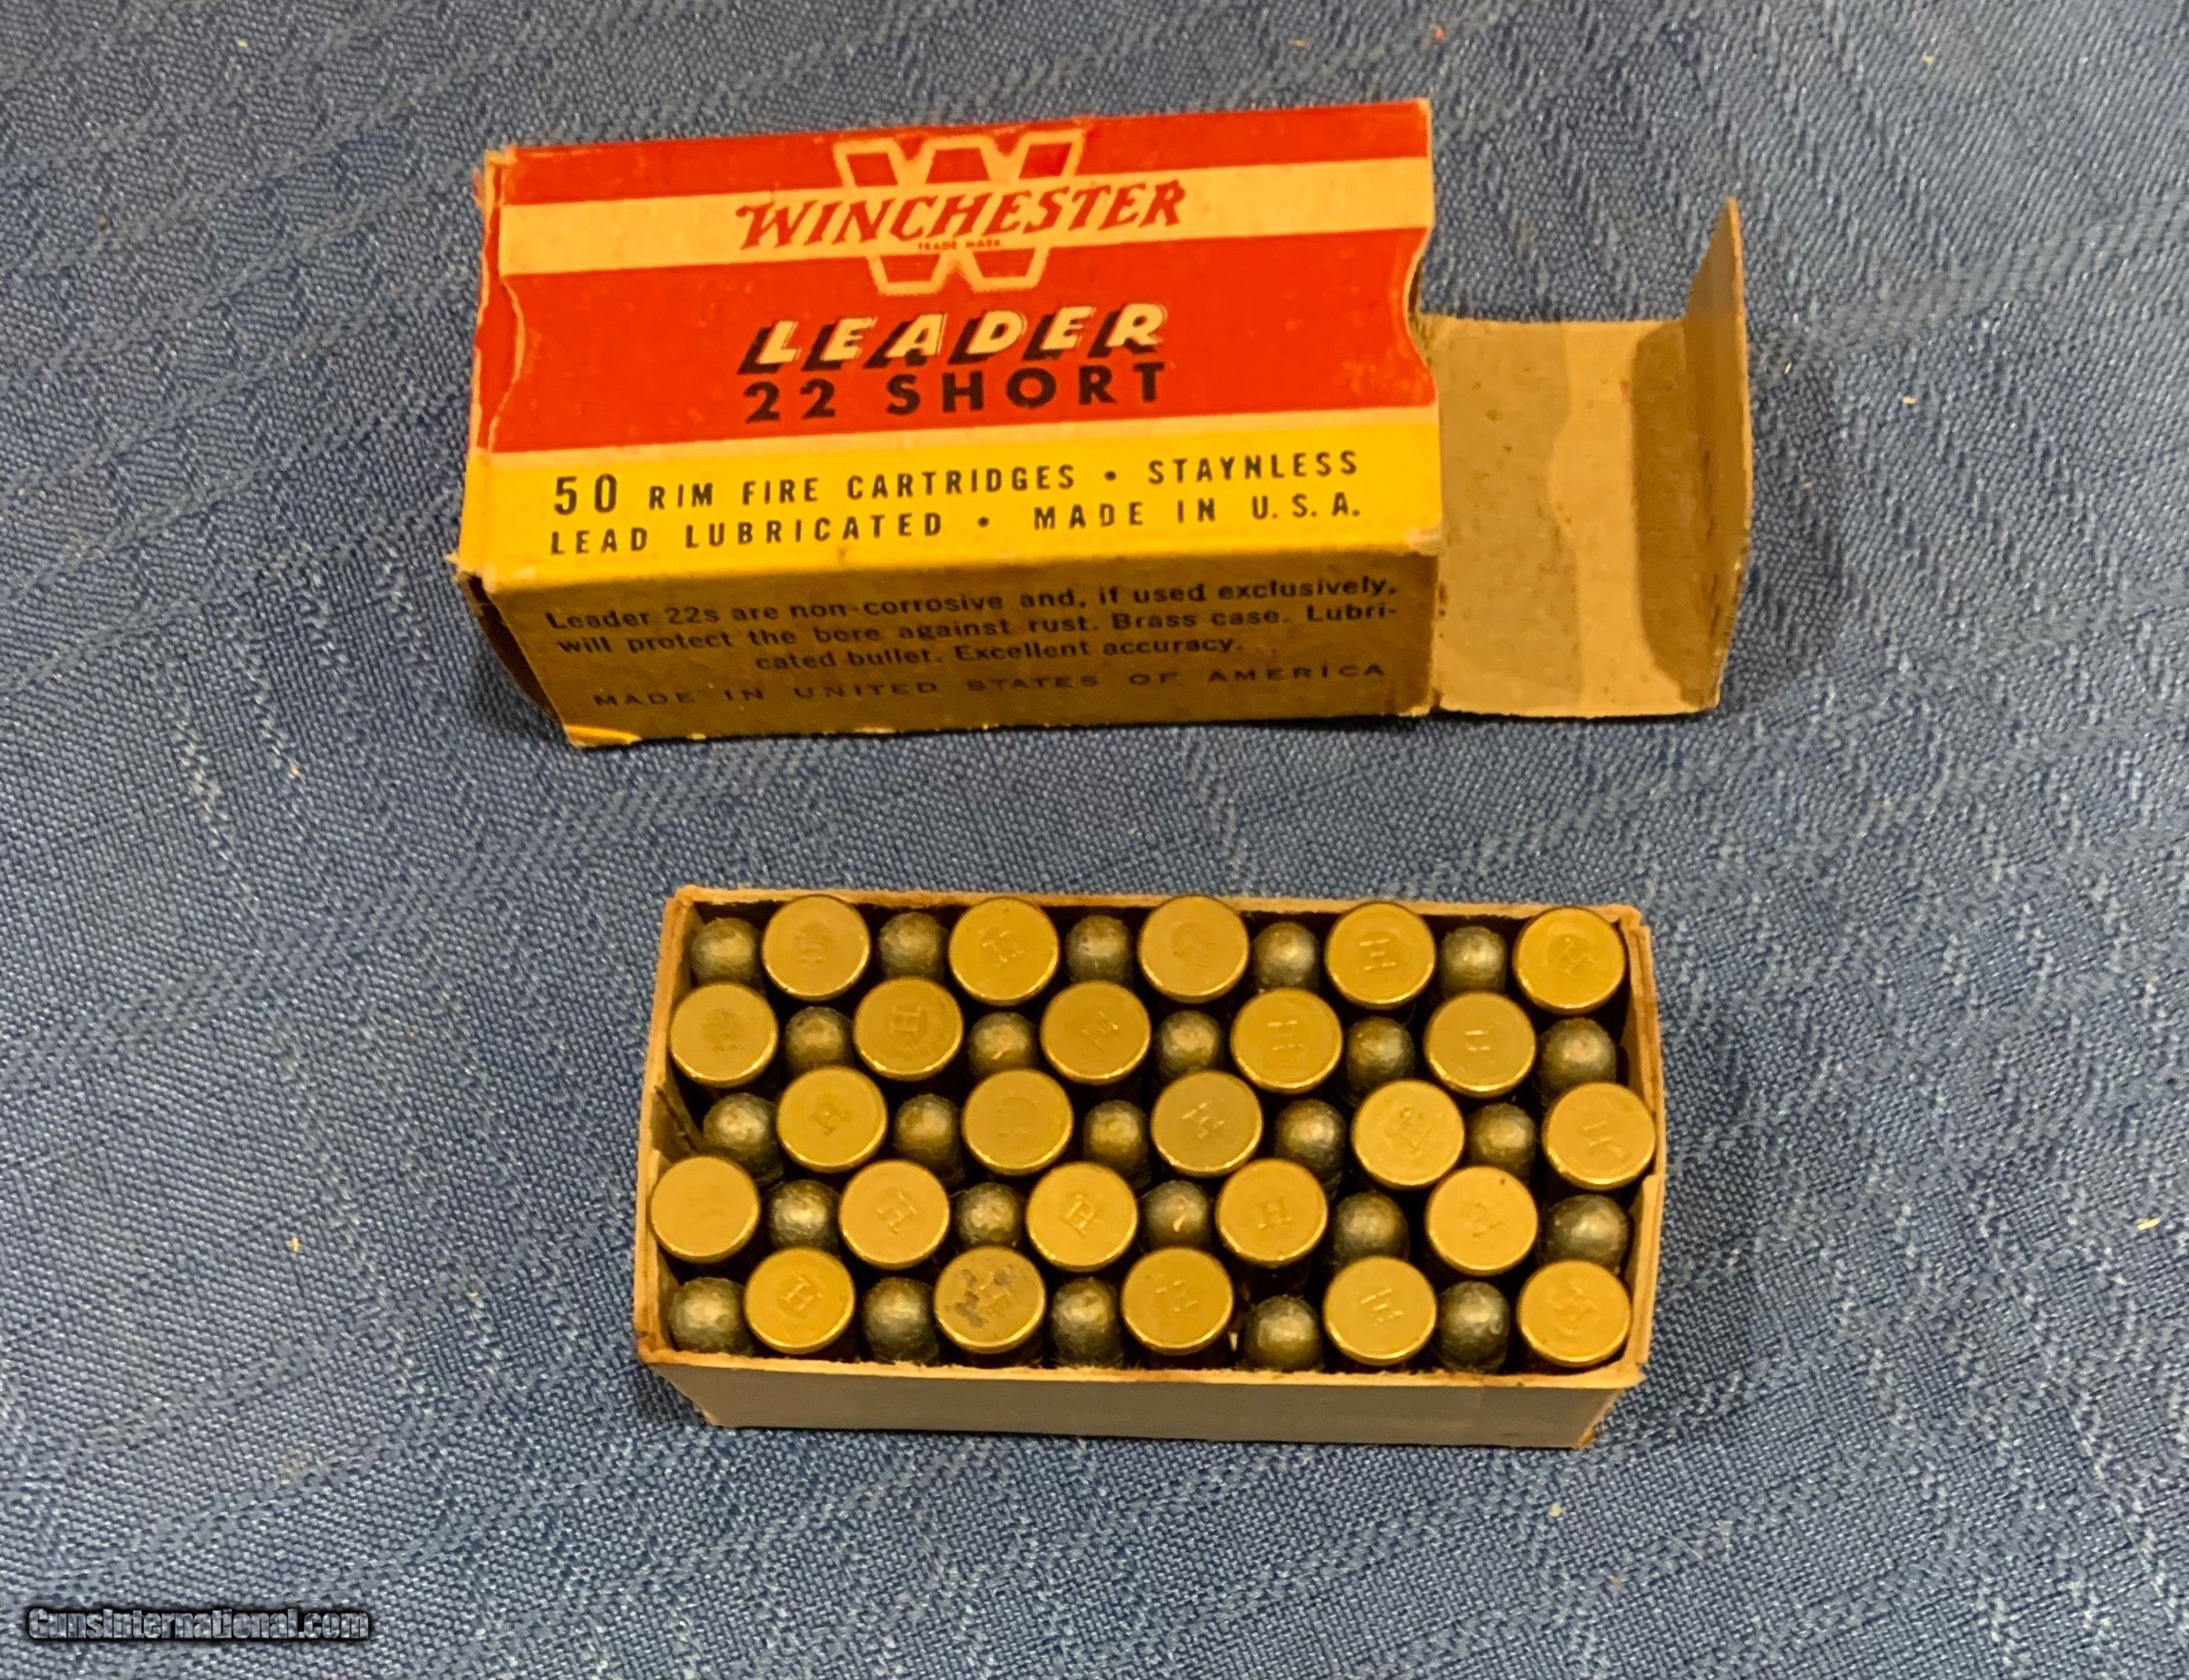 W
WINCHESTER
TRADE MARK
LEADER
22 SHORT
50 RIM FIRE CARTRIDGES • STAYNLESS
LEAD LUBRICATED • MADE IN U.S.A.
Leader 22s are non-corrosive and, if used exclusively,
will protect the bore against rust. Brass case. Lubri-
cated bullet. Excellent accuracy.
MADE IN UNITED STATES OF AMERICA
H
H
H
H
H
H
H
H
GunsInternational.com